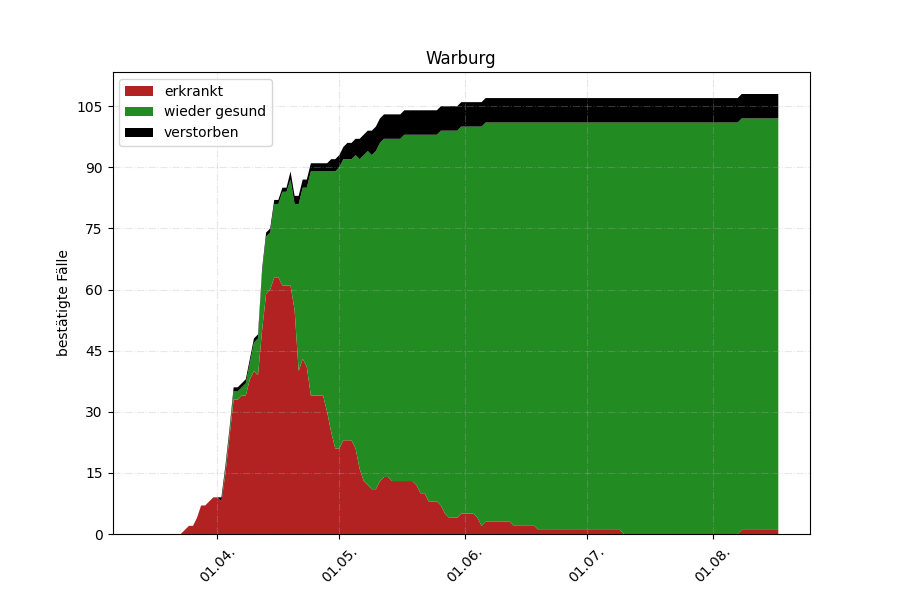 Warburg
erkrankt
wieder gesund
verstorben
bestätigte Fälle
105
90
75
60
45
30
15
0
01.04.
01.05.
01.06.
01.07.
01.08.